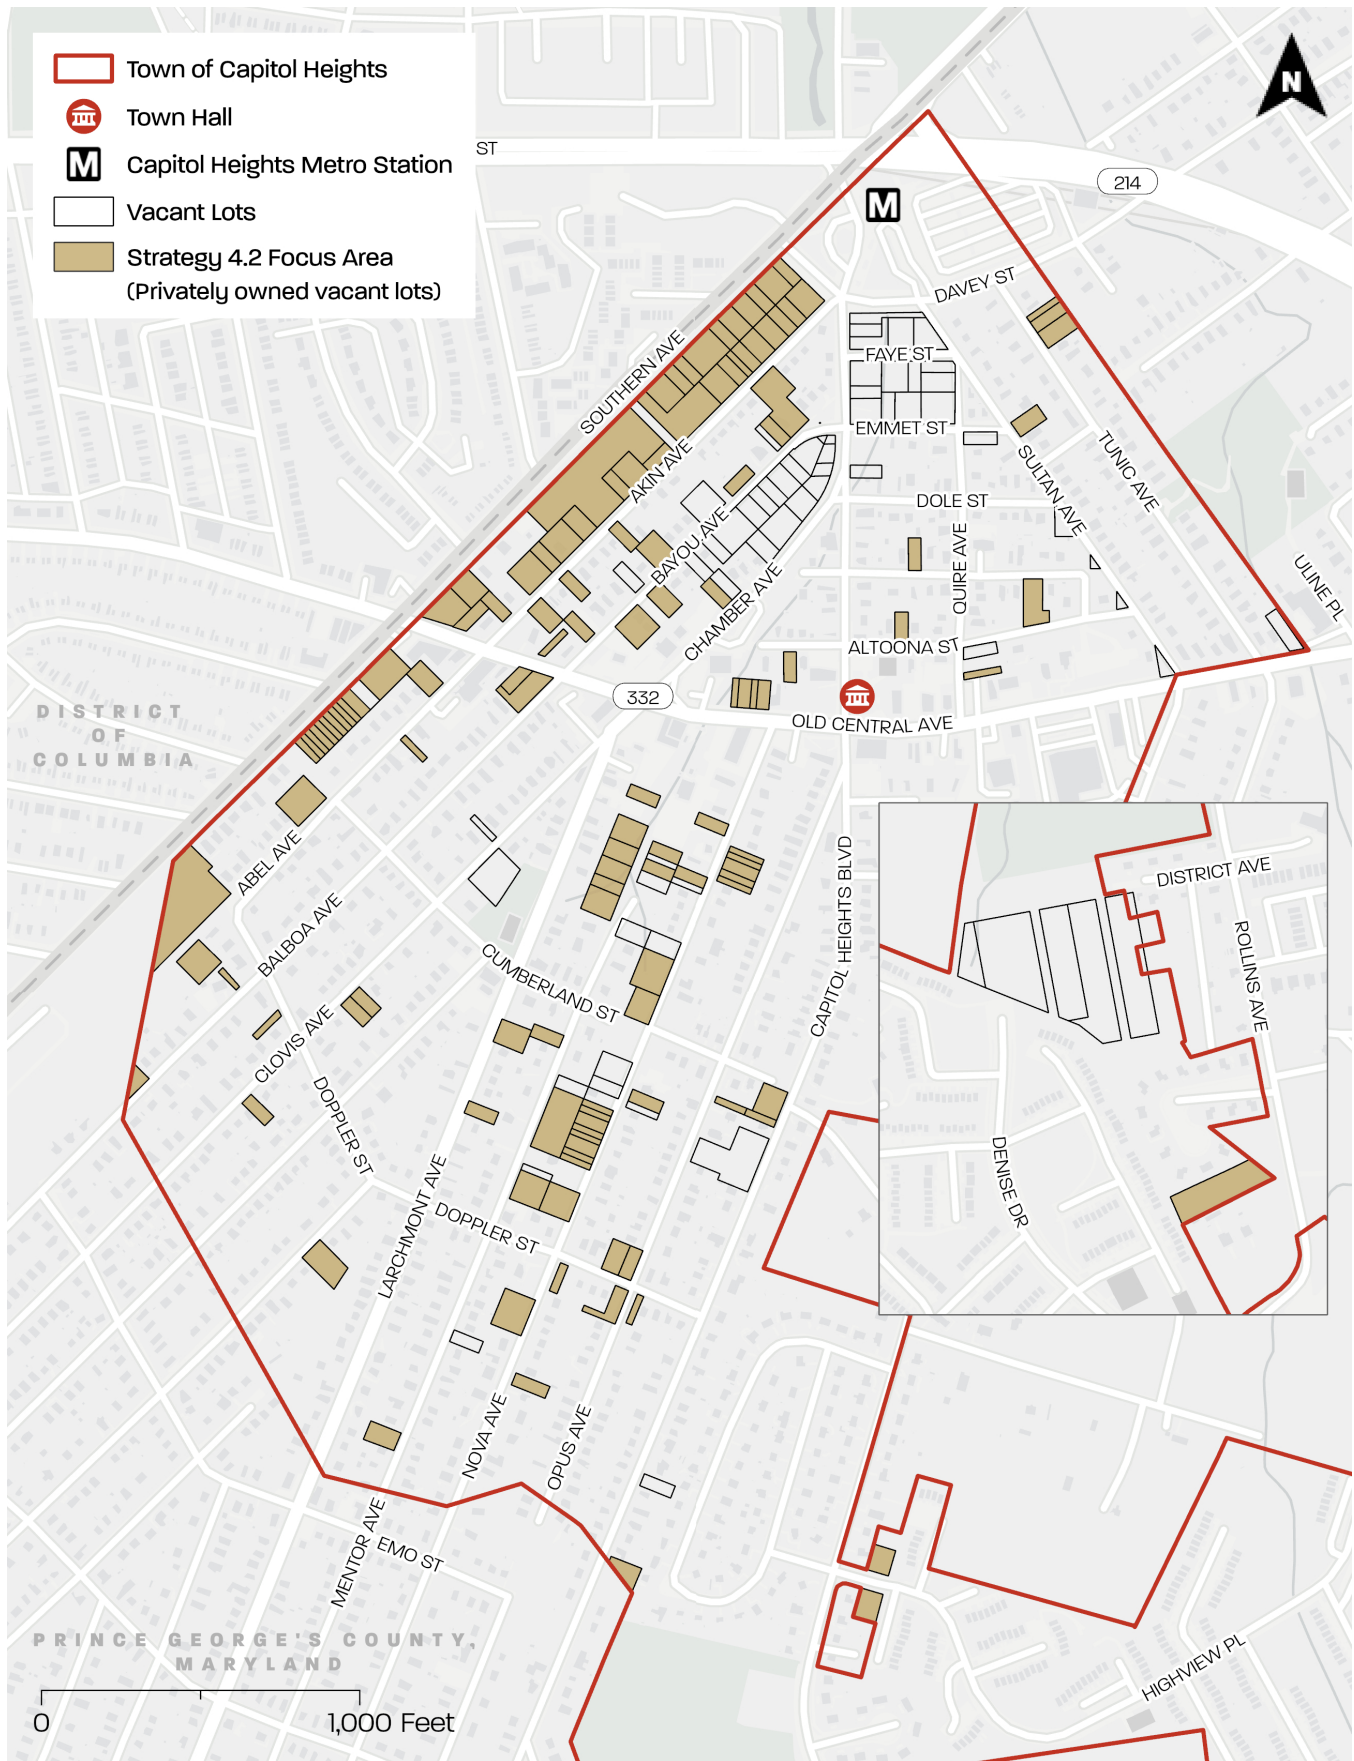 Town of Capitol Heights
Town Hall
M
Capitol Heights Metro Station
Vacant Lots
Strategy 4.2 Focus Area
(Privately owned vacant lots)
N
ST
214
M
DAVEY ST
SOUTHERN AVE
FAYE ST
EMMET ST
AKIN AVE
SULTAN AVE
TUNIC AVE
DOLE ST
BAYOU AVE
QUIRE AVE
ULINE PL
CHAMBER AVE
ALTOONA ST
332
OLD CENTRAL AVE
DISTRICT
OF
COLUMBIA
ABEL AVE
CAPITOL HEIGHTS BLVD
DISTRICT AVE
BALBOA AVE
ROLLINS AVE
CUMBERLAND ST
CLOVIS AVE
DOPPLER ST
DENISE DR
LARCHMONT AVE
DOPPLER ST
NOVA AVE
OPUS AVE
MENTOR AVE
EMO ST
PRINCE GEORGE'S COUNTY,
MARYLAND
HIGHVIEW PL
0
1,000 Feet